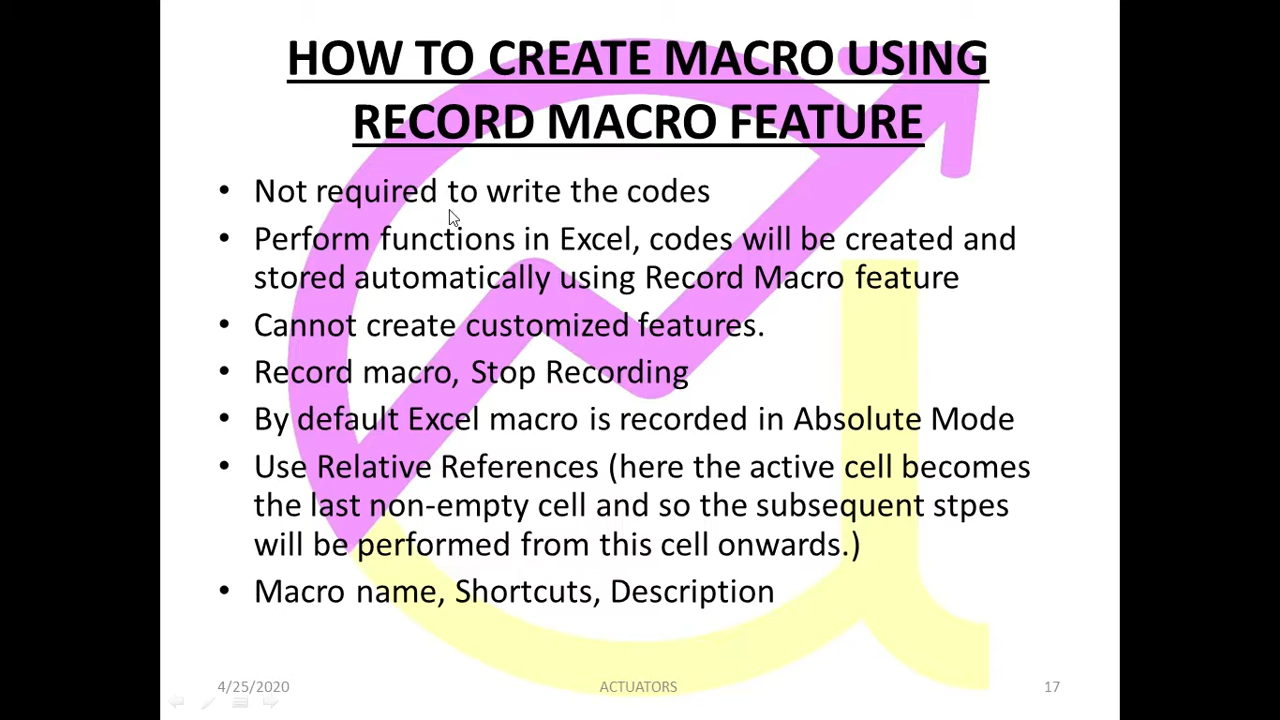 HOW TO CREATE MACRO USING
RECORD MACRO FEATURE
• Not required to write the codes
• Perform functions in Excel, codes will be created and
stored automatically using Record Macro feature
• Cannot create customized features.
• Record macro, Stop Recording
• By default Excel macro is recorded in Absolute Mode
• Use Relative References (here the active cell becomes
the last non-empty cell and so the subsequent stpes
will be performed from this cell onwards.)
• Macro name, Shortcuts, Description
4/25/2020 ACTUATORS 17